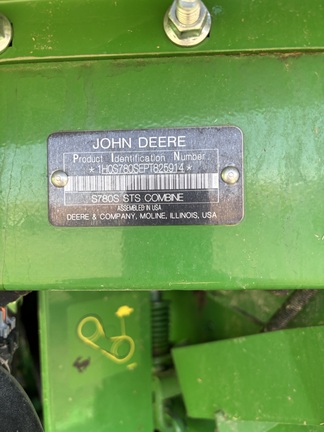 JOHN DEERE
Product Identification Number
*1H0S780SEPT825914*
S780S STS COMBINE
ASSEMBLED IN USA
DEERE & COMPANY, MOLINE, ILLINOIS, USA